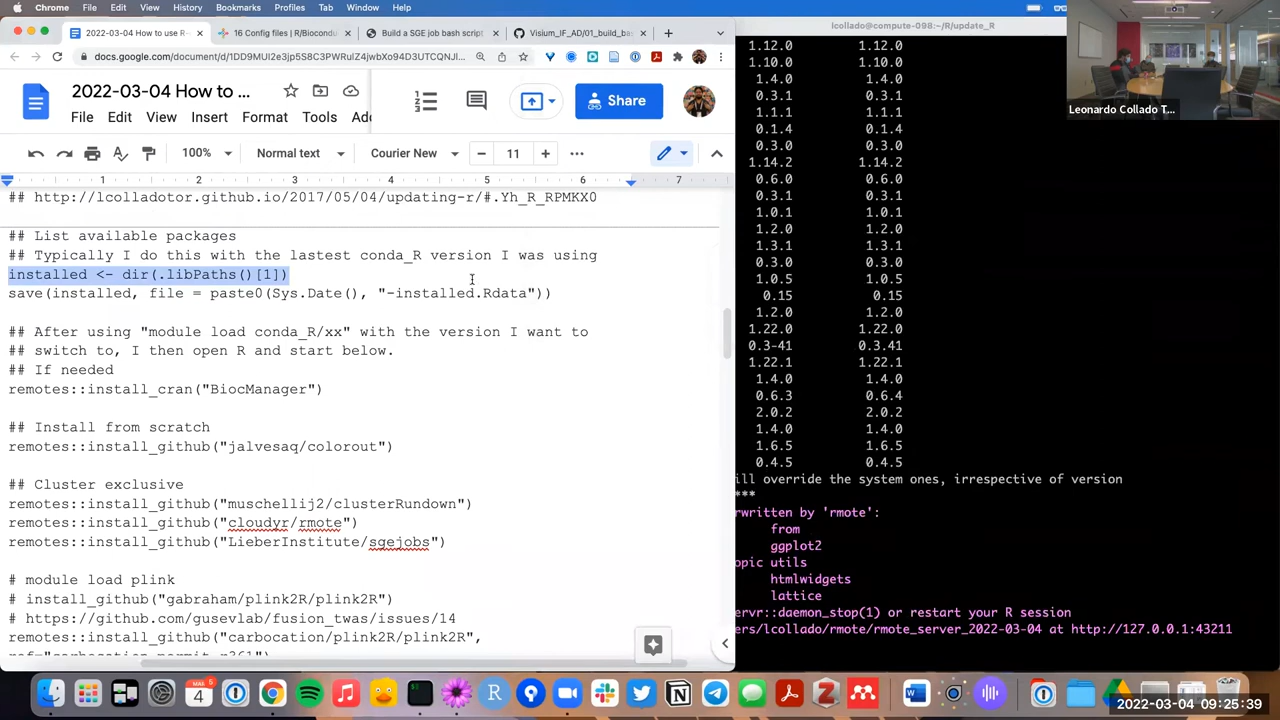 Chrome File Edit View History Bookmarks Profiles Tab Window Help
2022-03-04 How to use R
16 Config files | R/Biocond
Build a SGE job bash script
Visium_IF_AD/01_build_ba
docs.google.com/document/d/1DD9MUI2e3jp5S8C3PWRulZ4jwbXo94D3UTCQNJI...
2022-03-04 How to ...
Share
File Edit View Insert Format Tools
100% Normal text Courier New 11
1 2 3 4 5 6 7
## http://lcolladotor.github.io/2017/05/04/updating-r/#.Yh_R_RPMKX0
## List available packages
## Typically I do this with the lastest conda_R version I was using
installed <- dir(.libPaths()[1])
save(installed, file = paste0(Sys.Date(), "-installed.Rdata"))
## After using "module load conda_R/xx" with the version I want to
## switch to, I then open R and start below.
## If needed
remotes::install_cran("BiocManager")
## Install from scratch
remotes::install_github("jalvesaq/colorout")
## Cluster exclusive
remotes::install_github("muschellij2/clusterRundown")
remotes::install_github("cloudyr/rmote")
remotes::install_github("LieberInstitute/sgejobs")
# module load plink
# install_github("gabraham/plink2R/plink2R")
# https://github.com/gusevlab/fusion_twas/issues/14
remotes::install_github("carbocation/plink2R/plink2R",
lcollado@compute-098:~/R/update_R
1.12.0 1.12.0
1.10.0 1.10.0
1.4.0 1.4.0
0.3.1 0.3.1
1.1.1 1.1.1
0.1.4 0.1.4
0.3.0 0.3.0
1.14.2 1.14.2
0.6.0 0.6.0
0.3.1 0.3.1
1.0.1 1.0.1
1.2.0 1.2.0
1.3.1 1.3.1
0.3.0 0.3.0
1.0.5 1.0.5
0.15 0.15
1.2.0 1.2.0
1.22.0 1.22.0
0.3-41 0.3.41
1.22.1 1.22.1
1.4.0 1.4.0
0.6.3 0.6.4
2.0.2 2.0.2
1.4.0 1.4.0
1.6.5 1.6.5
0.4.5 0.4.5
ill override the system ones, irrespective of version
***
rwritten by 'rmote':
from
ggplot2
opic utils
htmlwidgets
lattice
ervr::daemon_stop(1) or restart your R session
ers/lcollado/rmote/rmote_server_2022-03-04 at http://127.0.0.1:43211
Leonardo Collado T...
MAR
4
2022-03-04 09:25:39